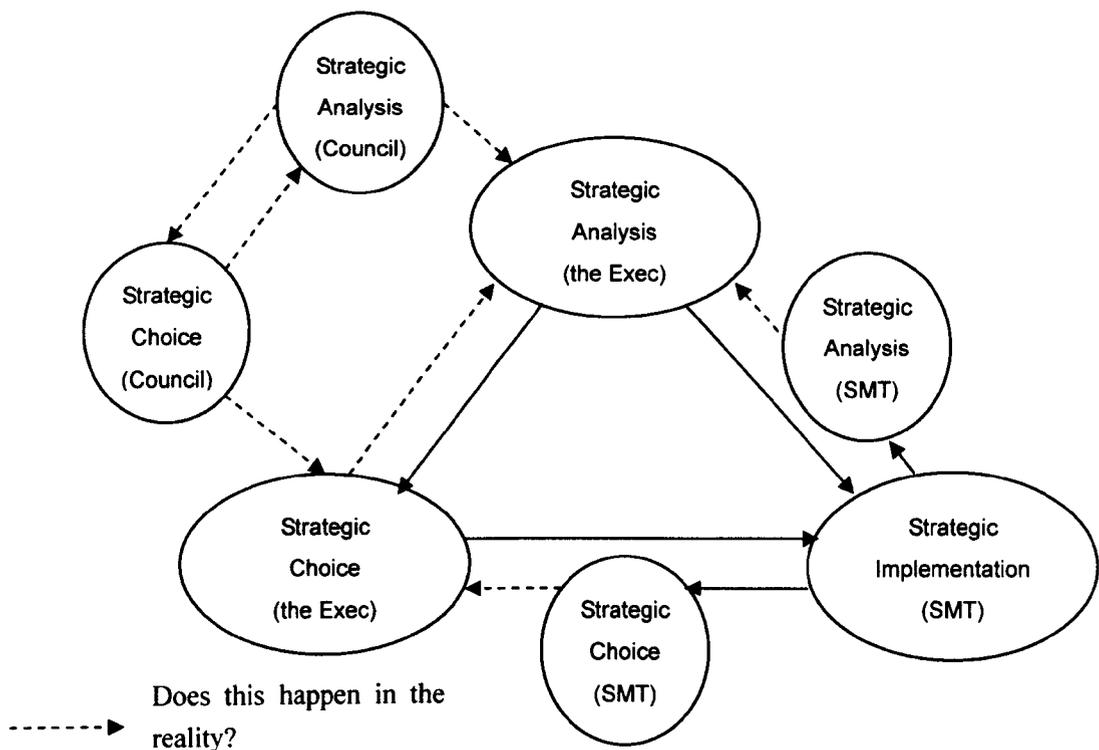 Strategic
Analysis
(Council)
Strategic
Analysis
(the Exec)
Strategic
Choice
(Council)
Strategic
Analysis
(SMT)
Strategic
Choice
(the Exec)
Strategic
Implementation
(SMT)
Strategic
Choice
(SMT)
Does this happen in the
reality?